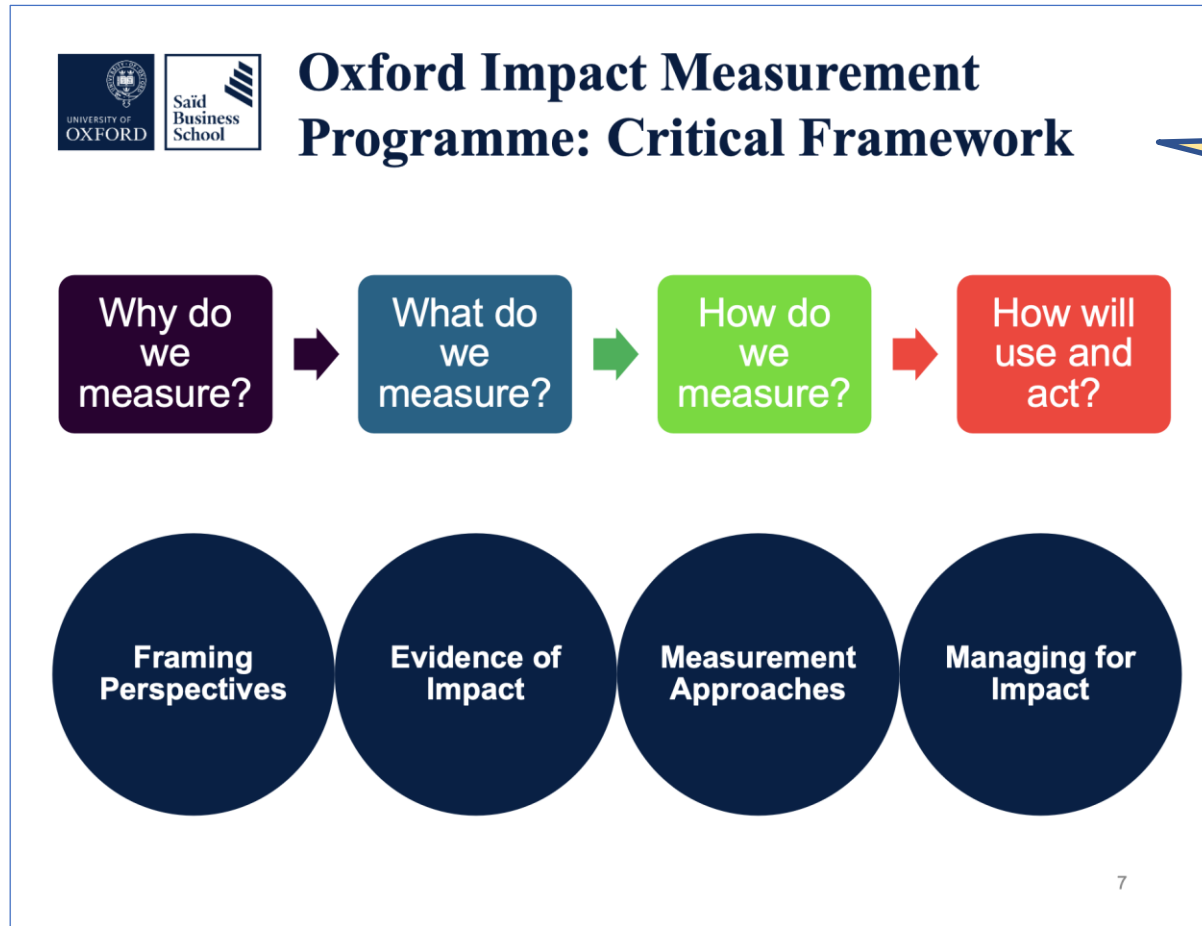 UNIVERSITY OF
OXFORD
Saïd
Business
School
Oxford Impact Measurement
Programme: Critical Framework
Why do
we
measure?
What do
we
measure?
How do
we
measure?
How will
use and
act?
Framing
Perspectives
Evidence of
Impact
Measurement
Approaches
Managing for
Impact
7